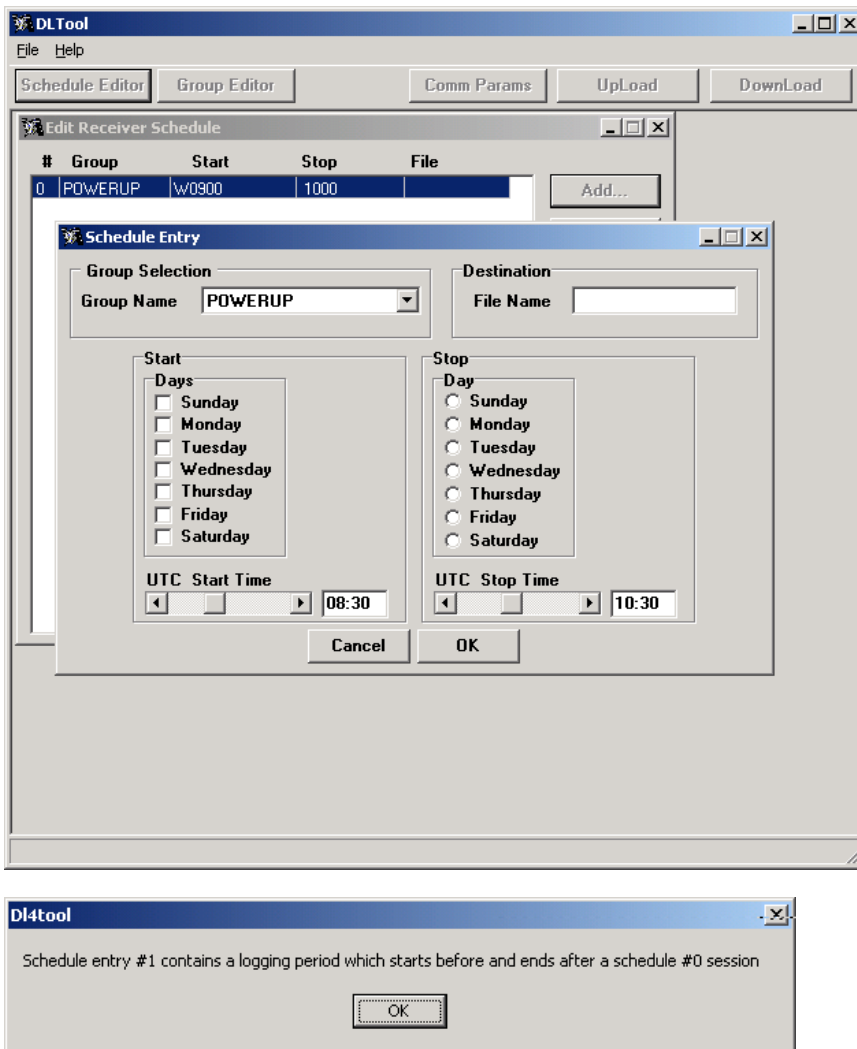 DLTool
File Help
Schedule Editor Group Editor Comm Params UpLoad DownLoad
Edit Receiver Schedule
# Group Start Stop File
0 POWERUP W0900 1000
Add...
Schedule Entry
Group Selection
Group Name POWERUP
Destination
File Name
Start
Days
Sunday
Monday
Tuesday
Wednesday
Thursday
Friday
Saturday
UTC Start Time
08:30
Stop
Day
Sunday
Monday
Tuesday
Wednesday
Thursday
Friday
Saturday
UTC Stop Time
10:30
Cancel OK
Dl4tool
Schedule entry #1 contains a logging period which starts before and ends after a schedule #0 session
OK